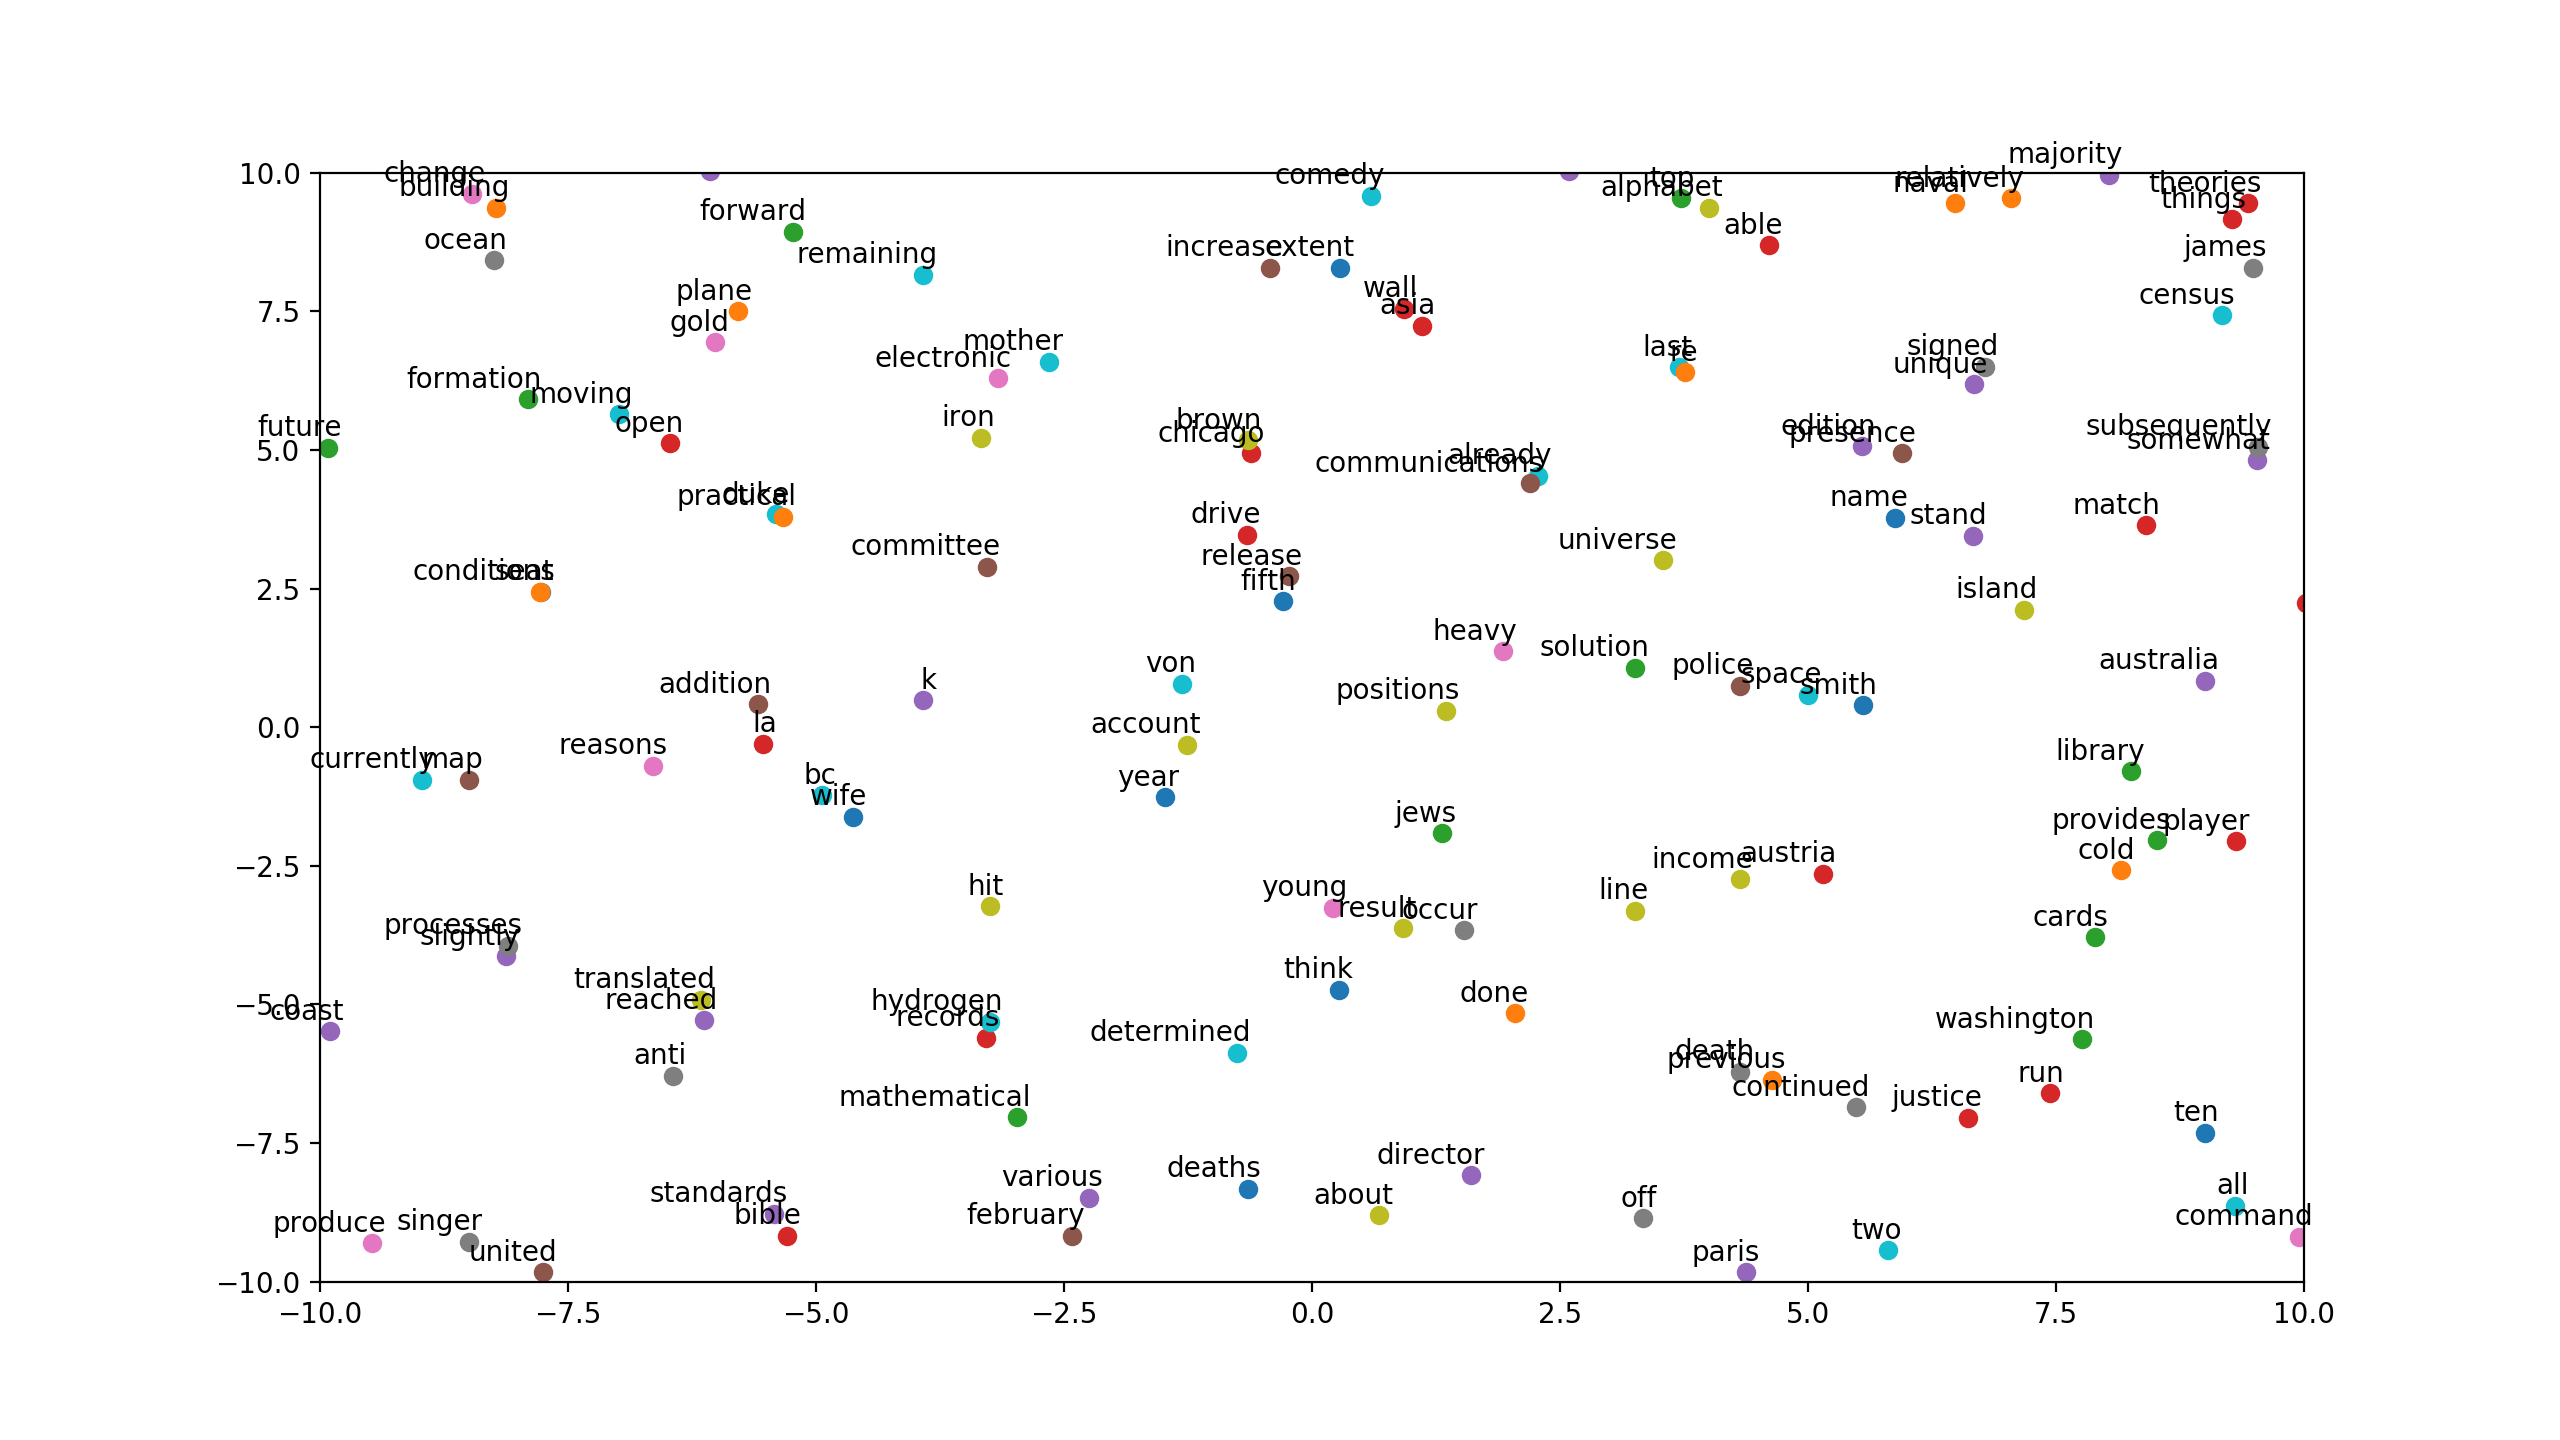 majority
10.0
change
comedy
top
relatively
naval
theories
building
alphabet
things
forward
able
ocean
remaining
increase
extent
james
plane
wall
census
7.5
gold
asia
mother
last
re
signed
electronic
unique
formation
moving
open
iron
brown
future
chicago
edition
presence
subsequently
somewhat
5.0
already
communications
practical
duke
name
match
drive
stand
committee
universe
release
conditions
seat
fifth
2.5
island
heavy
solution
von
police
australia
space
addition
k
positions
smith
la
account
0.0
reasons
currently
map
library
bc
year
wife
jews
provides
player
cold
income
austria
−2.5
hit
young
line
result
occur
cards
processes
slightly
think
translated
reached
hydrogen
done
−5.0
coast
records
determined
washington
anti
death
previous
run
continued
mathematical
justice
ten
−7.5
director
deaths
various
all
standards
about
off
bible
february
command
produce
singer
two
united
paris
−10.0
−10.0 −7.5 −5.0 −2.5 0.0 2.5 5.0 7.5 10.0